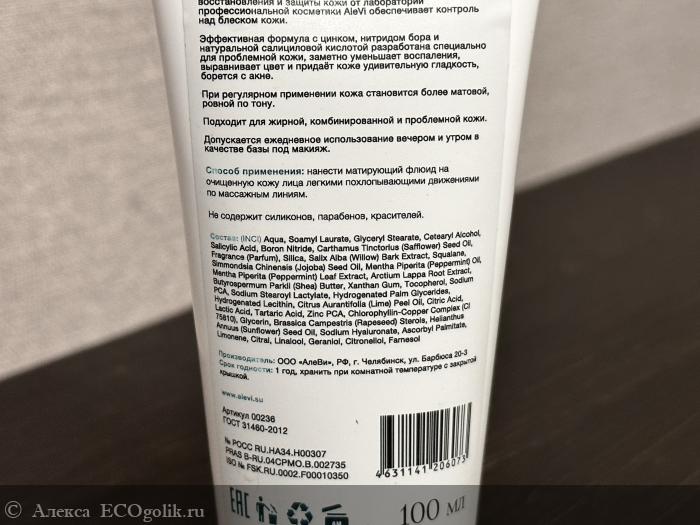 восстановления и защиты кожи от лаборатории
профессиональной косметики AleVi обеспечивает контроль
над блеском кожи.
Эффективная формула с цинком, нитридом бора и
натуральной салициловой кислотой разработана специально
для проблемной кожи, заметно уменьшает воспаления,
выравнивает цвет и придаёт коже удивительную гладкость,
борется с акне.
При регулярном применении кожа становится более матовой,
ровной по тону.
Подходит для жирной, комбинированной и проблемной кожи.
Допускается ежедневное использование вечером и утром в
качестве базы под макияж.
Способ применения: нанести матирующий флюид на
очищенную кожу лица легкими похлопывающими движениями
по массажным линиям.
Не содержит силиконов, парабенов, красителей.
Состав: (INCI) Aqua, Soamyl Laurate, Glyceryl Stearate, Cetearyl Alcohol,
Salicylic Acid, Boron Nitride, Carthamus Tinctorius (Safflower) Seed Oil,
Fragrance (Parfum), Silica, Salix Alba (Willow) Bark Extract, Squalane,
Simmondsia Chinensis (Jojoba) Seed Oil, Mentha Piperita (Peppermint) Oil,
Mentha Piperita (Peppermint) Leaf Extract, Arctium Lappa Root Extract,
Butyrospermum Parkii (Shea) Butter, Xanthan Gum, Tocopherol, Sodium
PCA, Sodium Stearoyl Lactylate, Hydrogenated Palm Glycerides,
Hydrogenated Lecithin, Citrus Aurantifolia (Lime) Peel Oil, Citric Acid,
Lactic Acid, Tartaric Acid, Zinc PCA, Chlorophyllin-Copper Complex (CI
75810), Glycerin, Brassica Campestris (Rapeseed) Sterols, Helianthus
Annuus (Sunflower) Seed Oil, Sodium Hyaluronate, Ascorbyl Palmitate,
Limonene, Citral, Linalool, Geraniol, Citronellol, Farnesol
Производитель: ООО «АлеВи», РФ, г. Челябинск, ул. Барбюса 20-3
Срок годности: 1 год, хранить при комнатной температуре с закрытой
крышкой.
www.alevi.su
Артикул 00236
ГОСТ 31460-2012
№ РОСС RU.НА34.Н00307
PRAS B-RU.04СРМО.В.002735
ISO № FSK.RU.0002.F00010350
4631141206073
EAC
100 МЛ
Алекса ECOgolik.ru